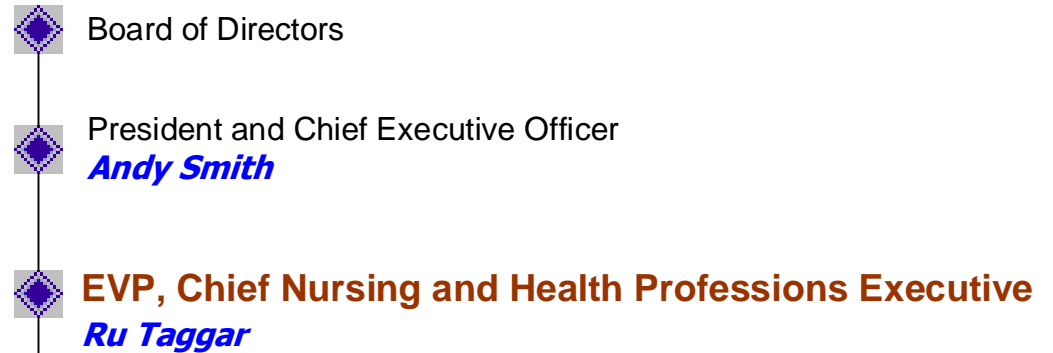 Board of Directors
President and Chief Executive Officer
Andy Smith
EVP, Chief Nursing and Health Professions Executive
Ru Taggar